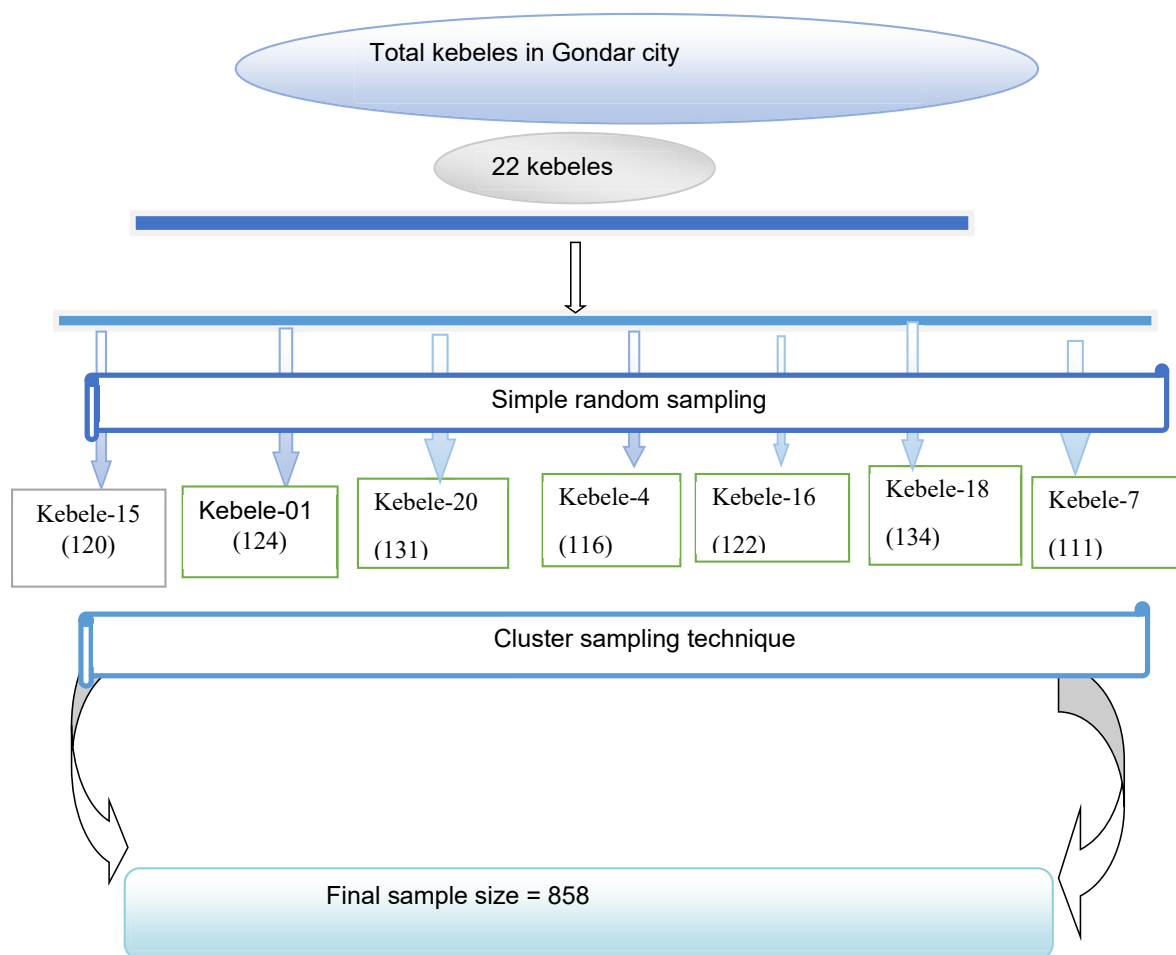 Total kebeles in Gondar city
22 kebeles
Simple random sampling
Kebele-15
(120)
Kebele-01
(124)
Kebele-20
(131)
Kebele-4
(116)
Kebele-16
(122)
Kebele-18
(134)
Kebele-7
(111)
Cluster sampling technique
Final sample size = 858